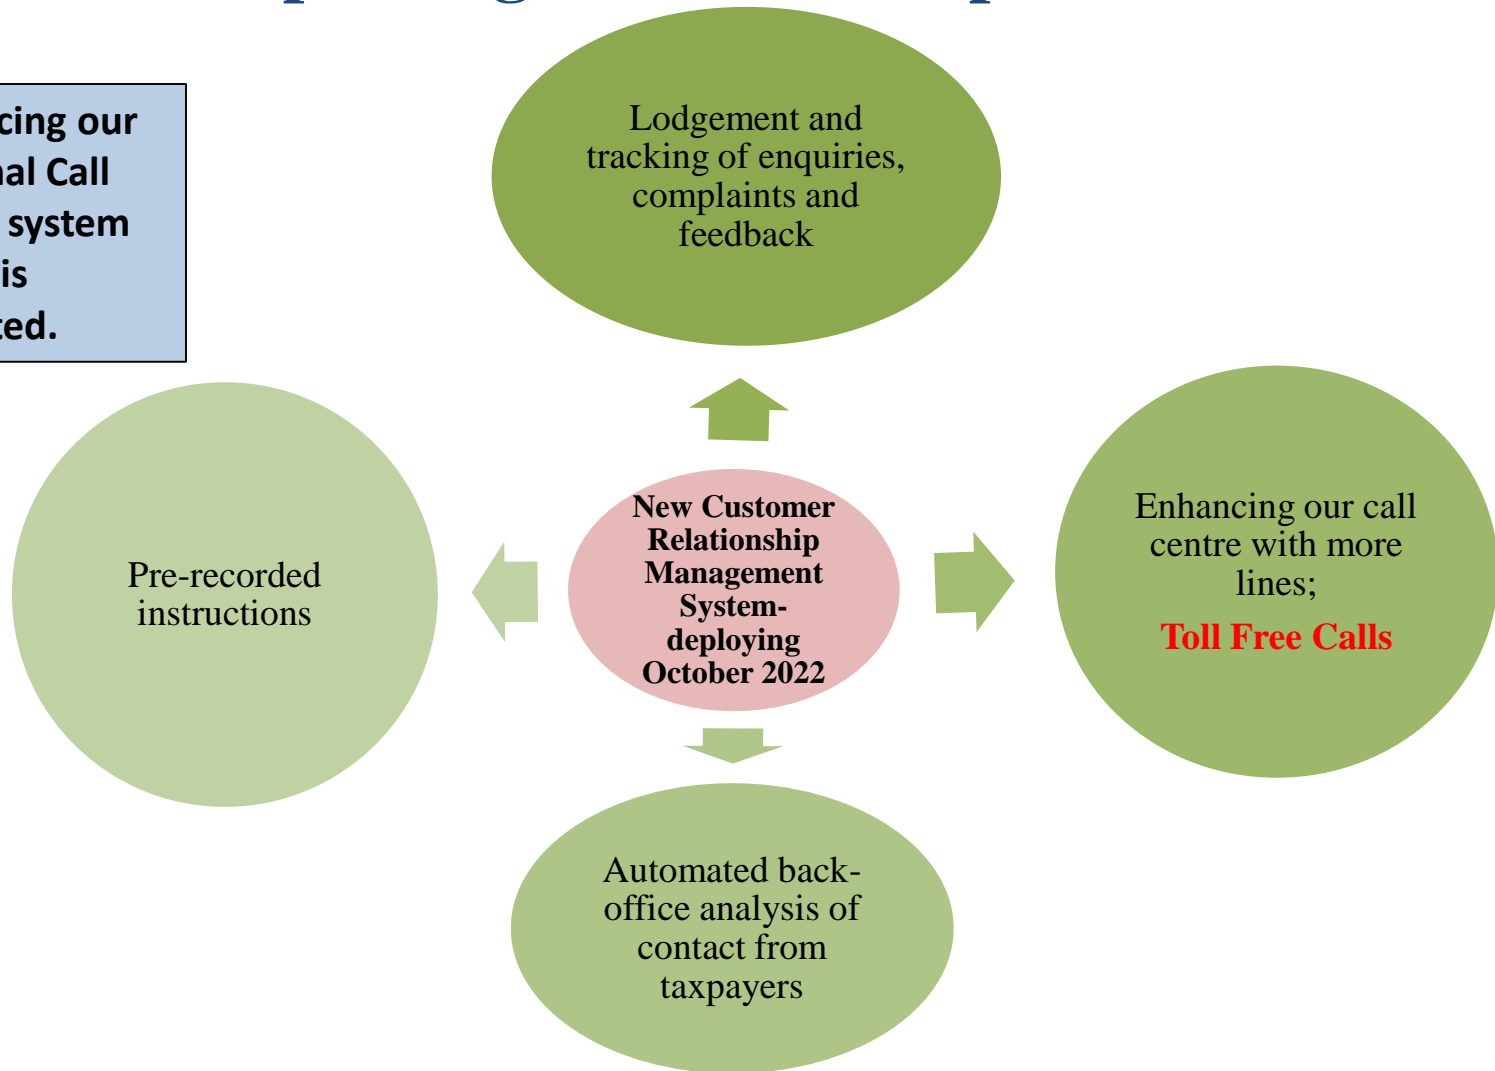 cing our
Call
system
is
Lodgement and
tracking of enquiries,
complaints and
feedback
Pre-recorded
instructions
New Customer
Relationship
Management
System-
deploying
October 2022
Enhancing our call
centre with more
lines;
Toll Free Calls
Automated back-
office analysis of
contact from
taxpayers